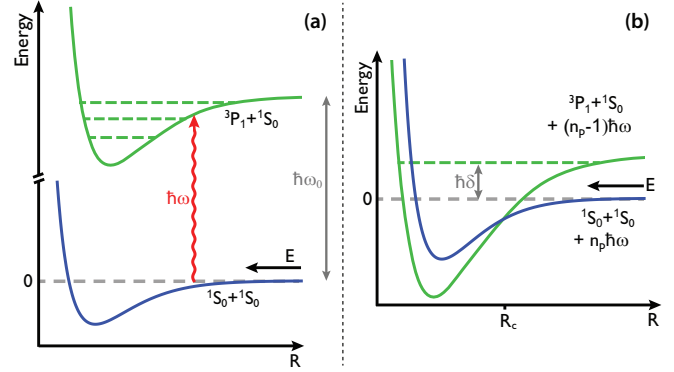 (a)
Energy
³P₁+¹S₀
ħω
ħω₀
E
0
¹S₀+¹S₀
R
(b)
Energy
³P₁+¹S₀
+ (nₚ-1)ħω
ħδ
E
0
¹S₀+¹S₀
+ nₚħω
R_c
R